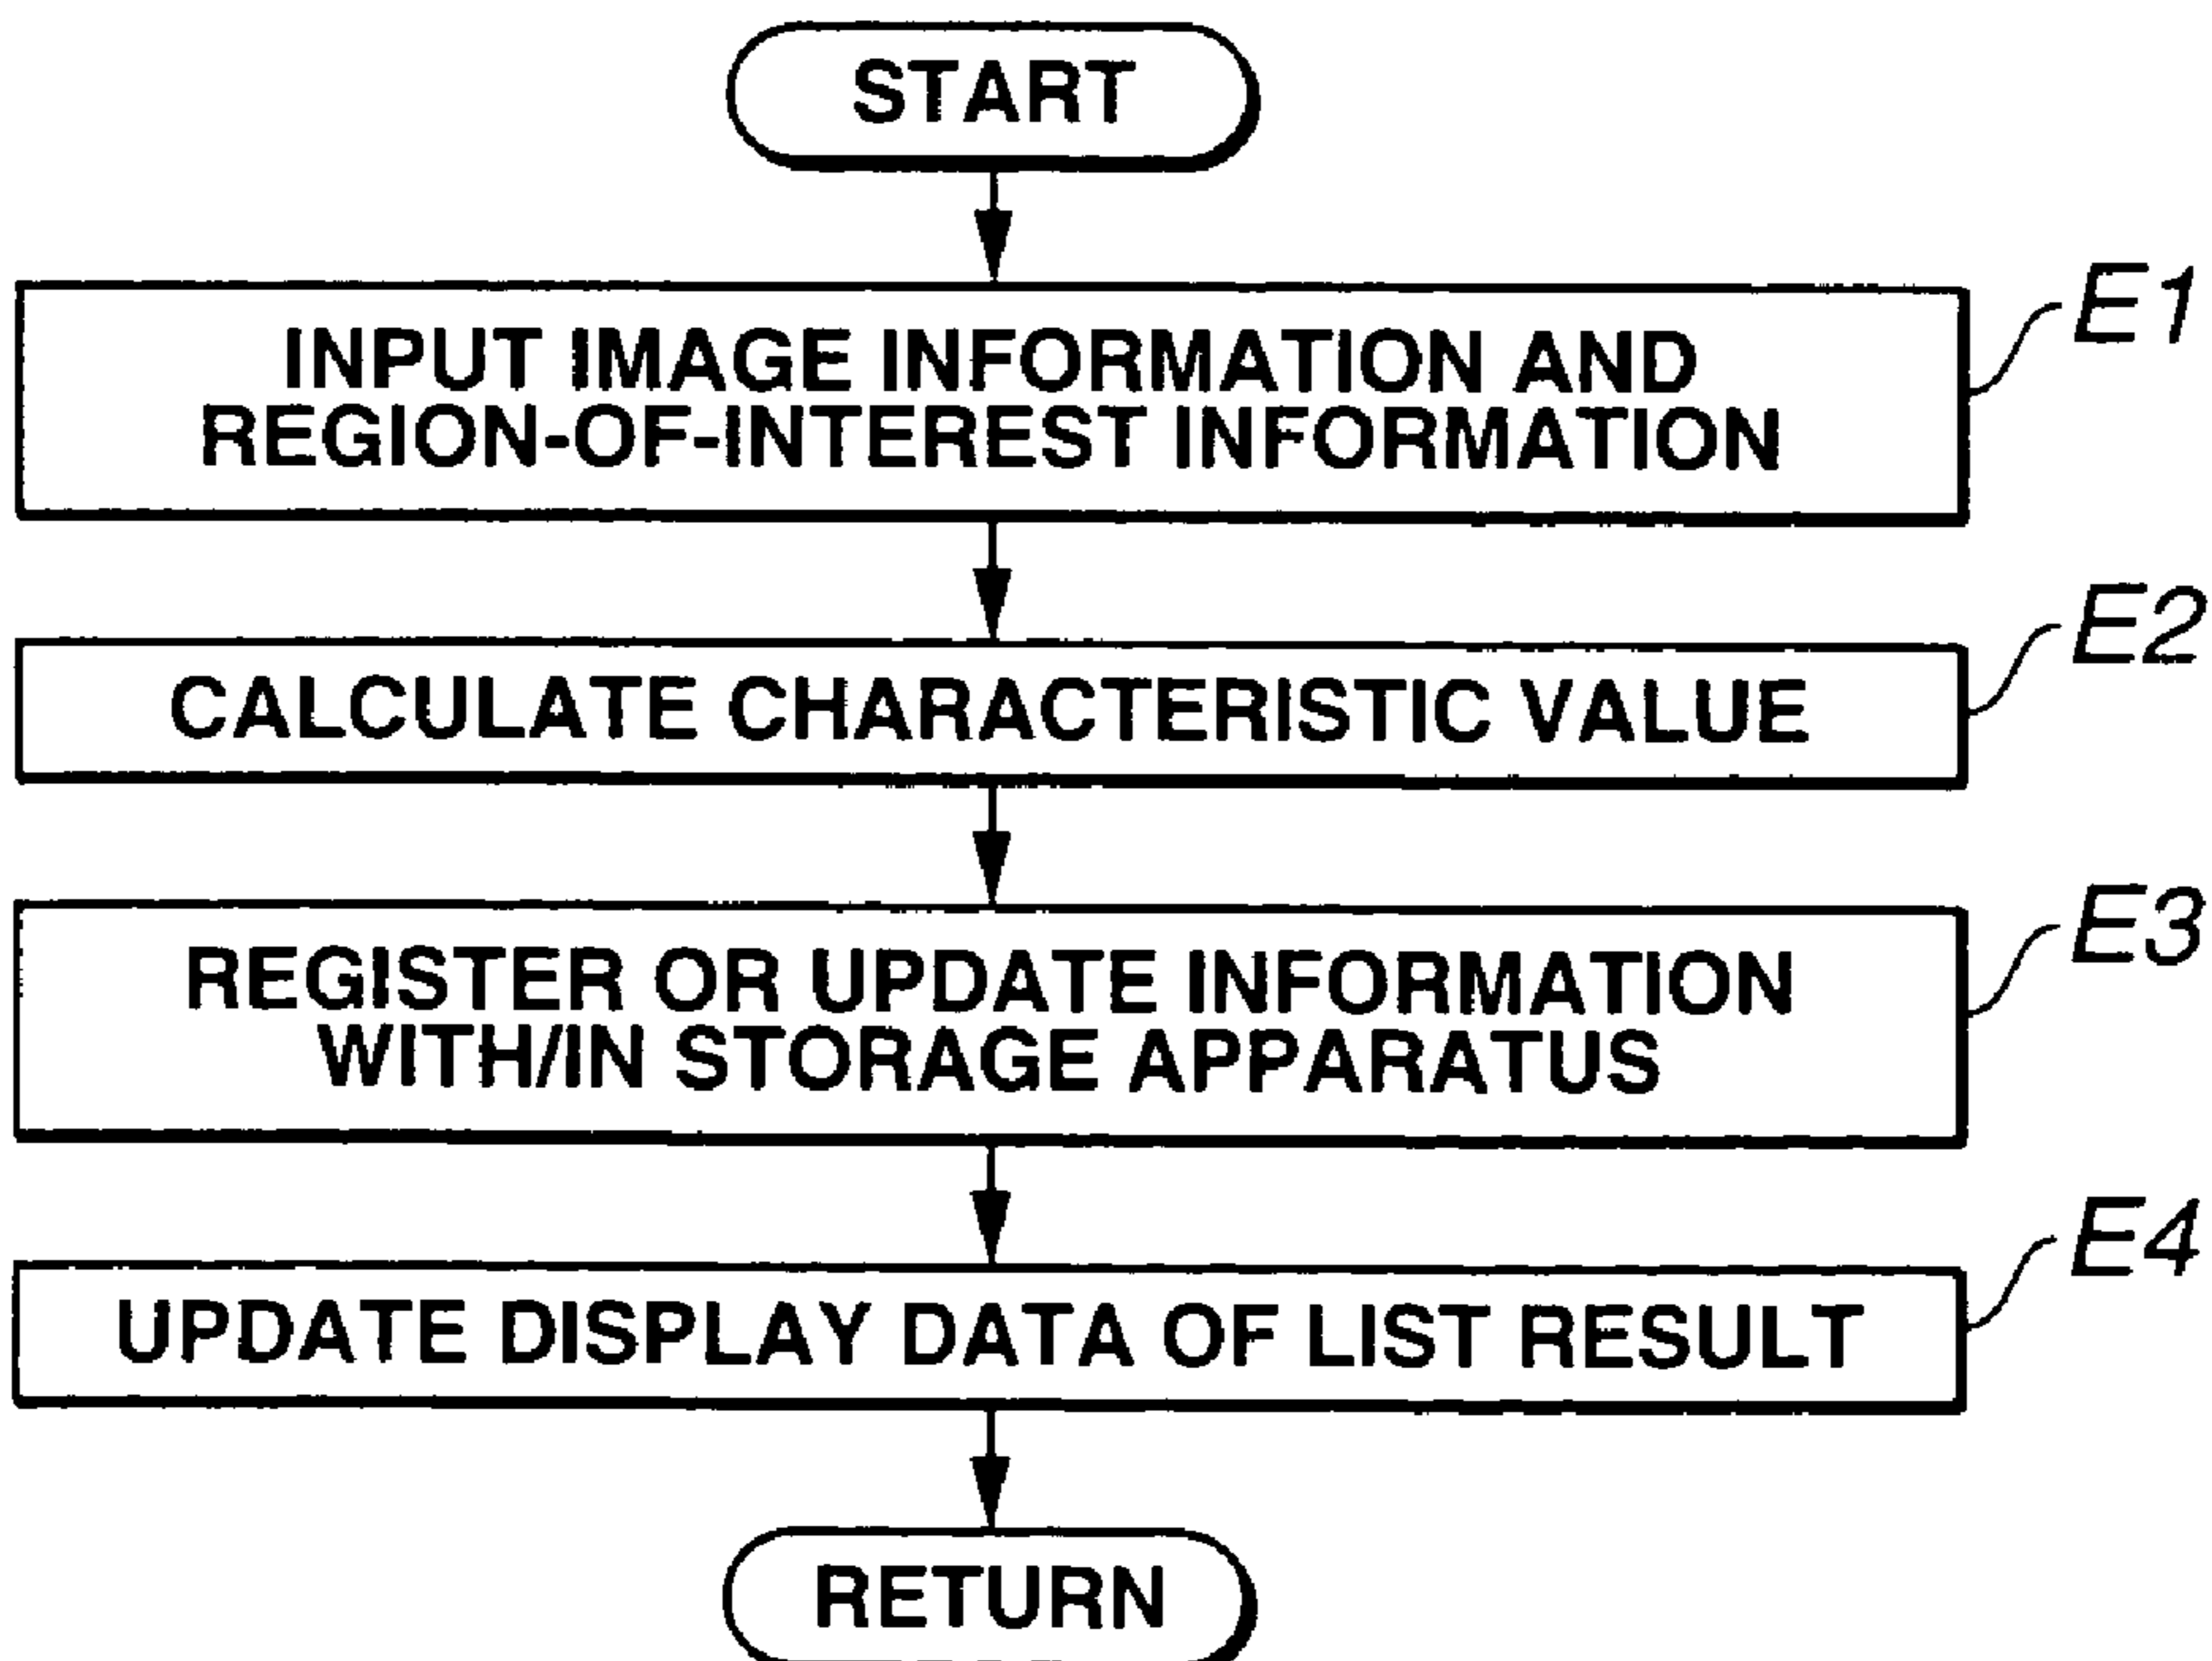 START
INPUT IMAGE INFORMATION AND
REGION-OF-INTEREST INFORMATION
E1
CALCULATE CHARACTERISTIC VALUE
E2
REGISTER OR UPDATE INFORMATION
WITH/IN STORAGE APPARATUS
E3
UPDATE DISPLAY DATA OF LIST RESULT
E4
RETURN